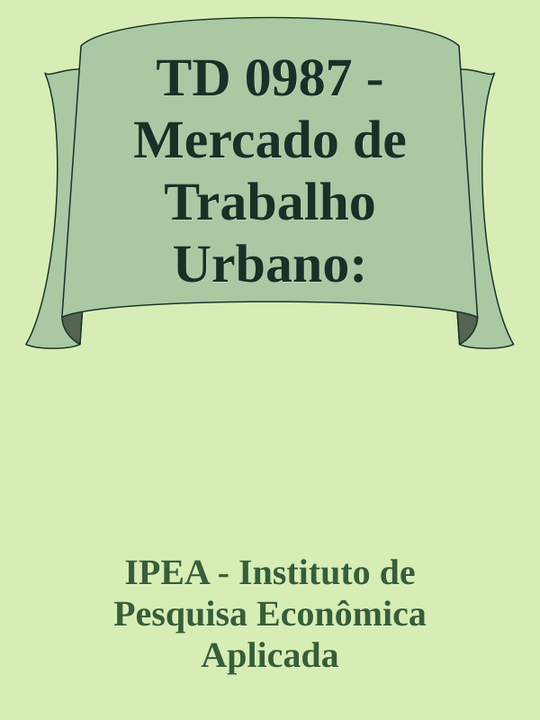 TD 0987 -
Mercado de
Trabalho
Urbano:
IPEA - Instituto de
Pesquisa Econômica
Aplicada